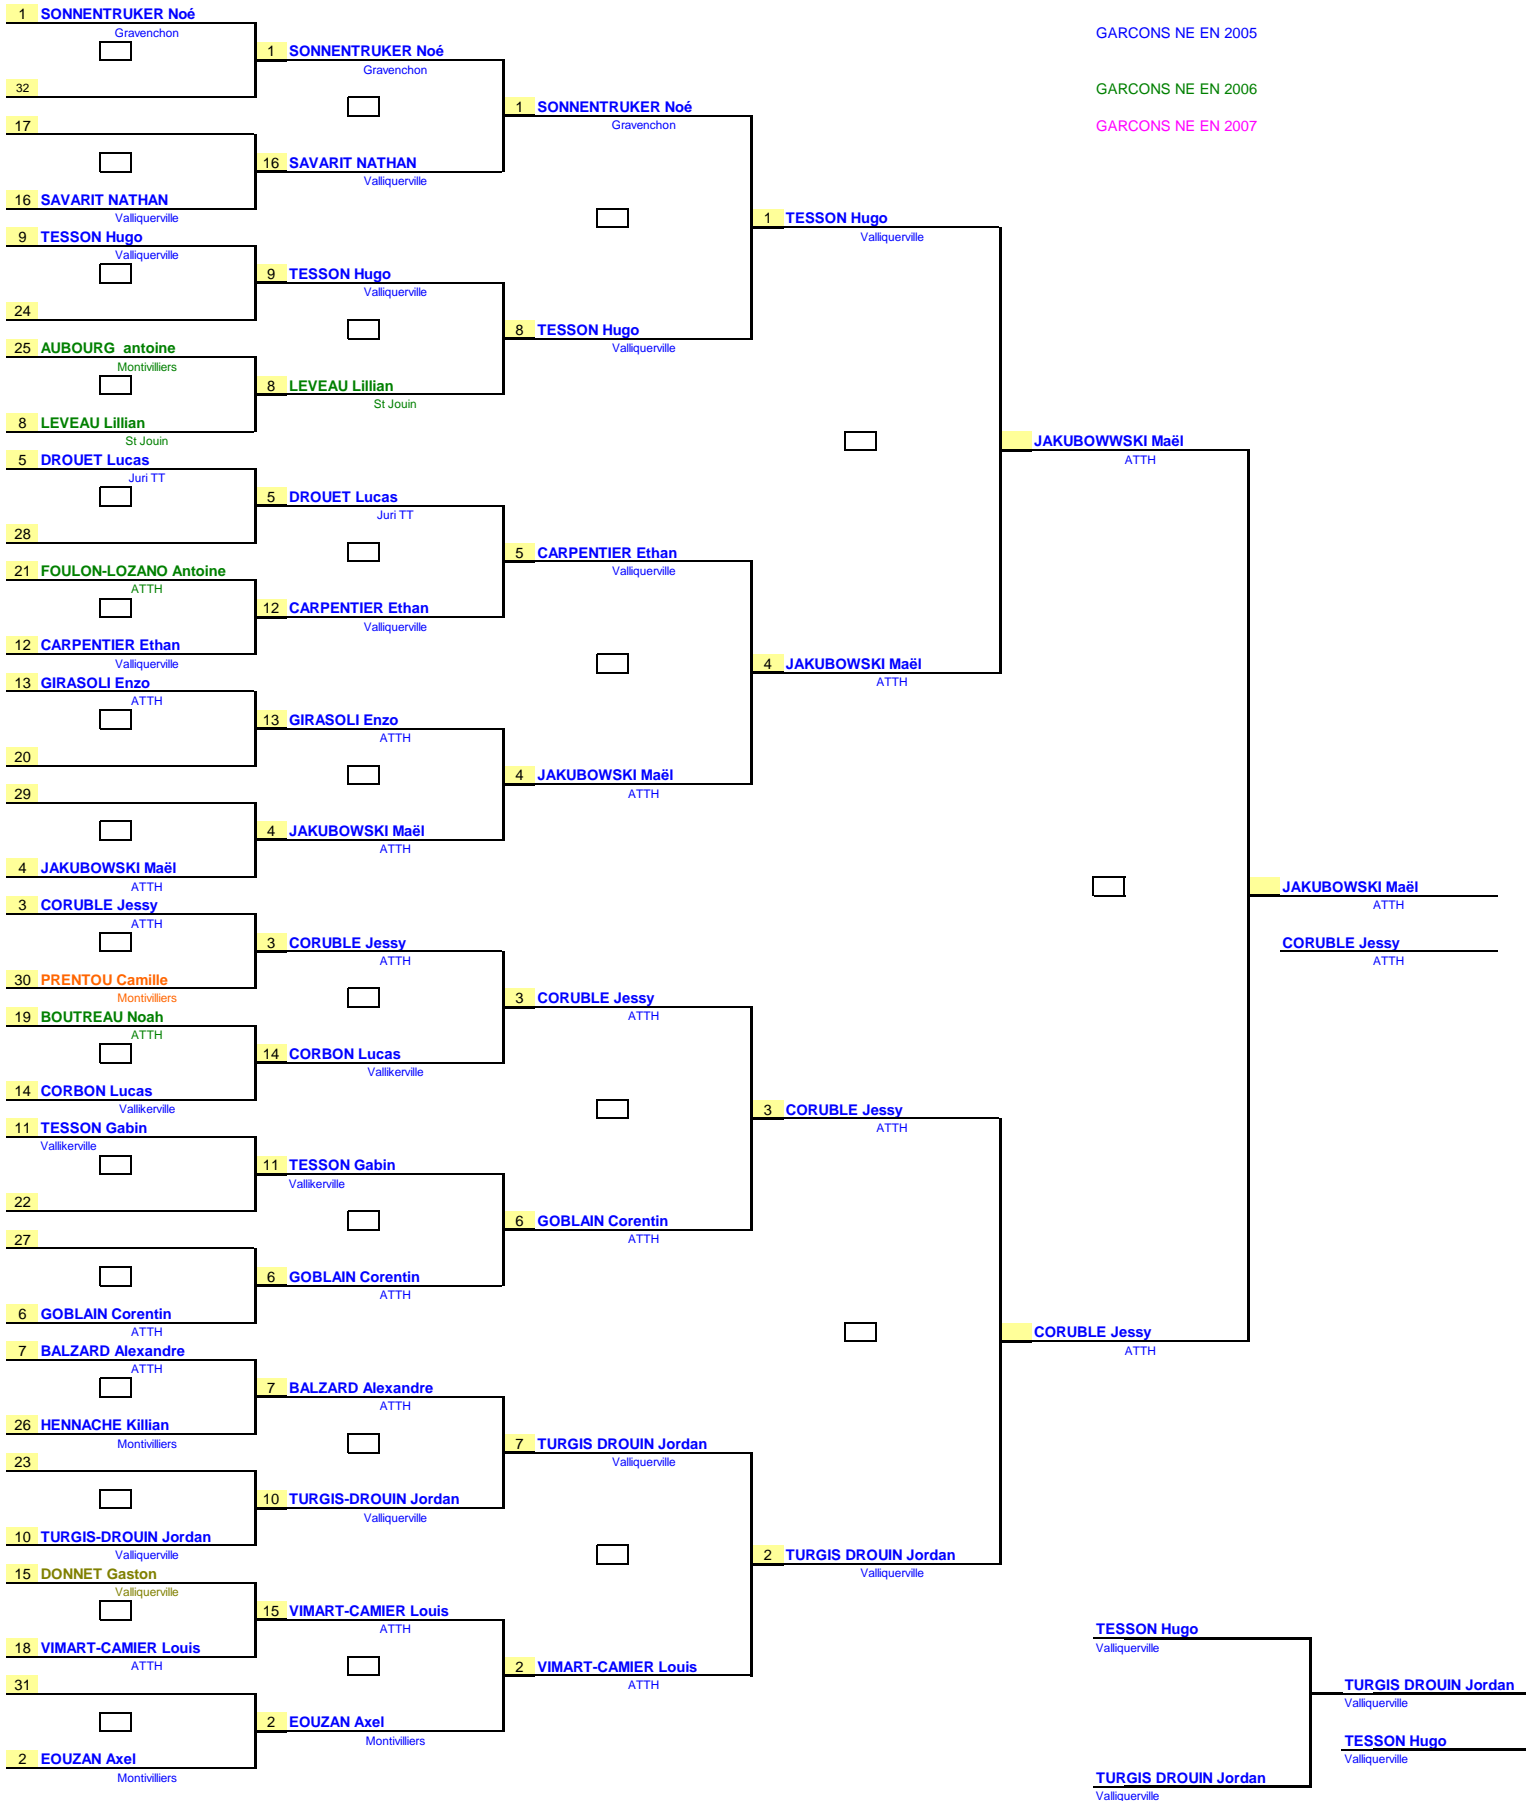 1 SONNENTRUKER Noé
Gravenchon
GARCONS NE EN 2005
1 SONNENTRUKER Noé
Gravenchon
32
GARCONS NE EN 2006
1 SONNENTRUKER Noé
Gravenchon
17
GARCONS NE EN 2007
16 SAVARIT NATHAN
Valliquerville
16 SAVARIT NATHAN
Valliquerville
1 TESSON Hugo
Valliquerville
9 TESSON Hugo
Valliquerville
9 TESSON Hugo
Valliquerville
24
8 TESSON Hugo
Valliquerville
25 AUBOURG antoine
Montivilliers
8 LEVEAU Lillian
St Jouin
8 LEVEAU Lillian
St Jouin
JAKUBOWWSKI Maël
ATTH
5 DROUET Lucas
Juri TT
5 DROUET Lucas
Juri TT
28
5 CARPENTIER Ethan
Valliquerville
21 FOULON-LOZANO Antoine
ATTH
12 CARPENTIER Ethan
Valliquerville
12 CARPENTIER Ethan
Valliquerville
4 JAKUBOWSKI Maël
ATTH
13 GIRASOLI Enzo
ATTH
13 GIRASOLI Enzo
ATTH
20
4 JAKUBOWSKI Maël
ATTH
29
4 JAKUBOWSKI Maël
ATTH
4 JAKUBOWSKI Maël
ATTH
JAKUBOWSKI Maël
ATTH
3 CORUBLE Jessy
ATTH
3 CORUBLE Jessy
ATTH
CORUBLE Jessy
ATTH
30 PRENTOU Camille
Montivilliers
3 CORUBLE Jessy
ATTH
19 BOUTREAU Noah
ATTH
14 CORBON Lucas
Vallikerville
14 CORBON Lucas
Vallikerville
3 CORUBLE Jessy
ATTH
11 TESSON Gabin
Vallikerville
11 TESSON Gabin
Vallikerville
22
6 GOBLAIN Corentin
ATTH
27
6 GOBLAIN Corentin
ATTH
6 GOBLAIN Corentin
ATTH
CORUBLE Jessy
ATTH
7 BALZARD Alexandre
ATTH
7 BALZARD Alexandre
ATTH
26 HENNACHE Killian
Montivilliers
7 TURGIS DROUIN Jordan
Valliquerville
23
10 TURGIS-DROUIN Jordan
Valliquerville
10 TURGIS-DROUIN Jordan
Valliquerville
2 TURGIS DROUIN Jordan
Valliquerville
15 DONNET Gaston
Valliquerville
15 VIMART-CAMIER Louis
ATTH
TESSON Hugo
Valliquerville
18 VIMART-CAMIER Louis
ATTH
2 VIMART-CAMIER Louis
ATTH
31
TURGIS DROUIN Jordan
Valliquerville
2 EOUZAN Axel
Montivilliers
TESSON Hugo
Valliquerville
2 EOUZAN Axel
Montivilliers
TURGIS DROUIN Jordan
Valliquerville